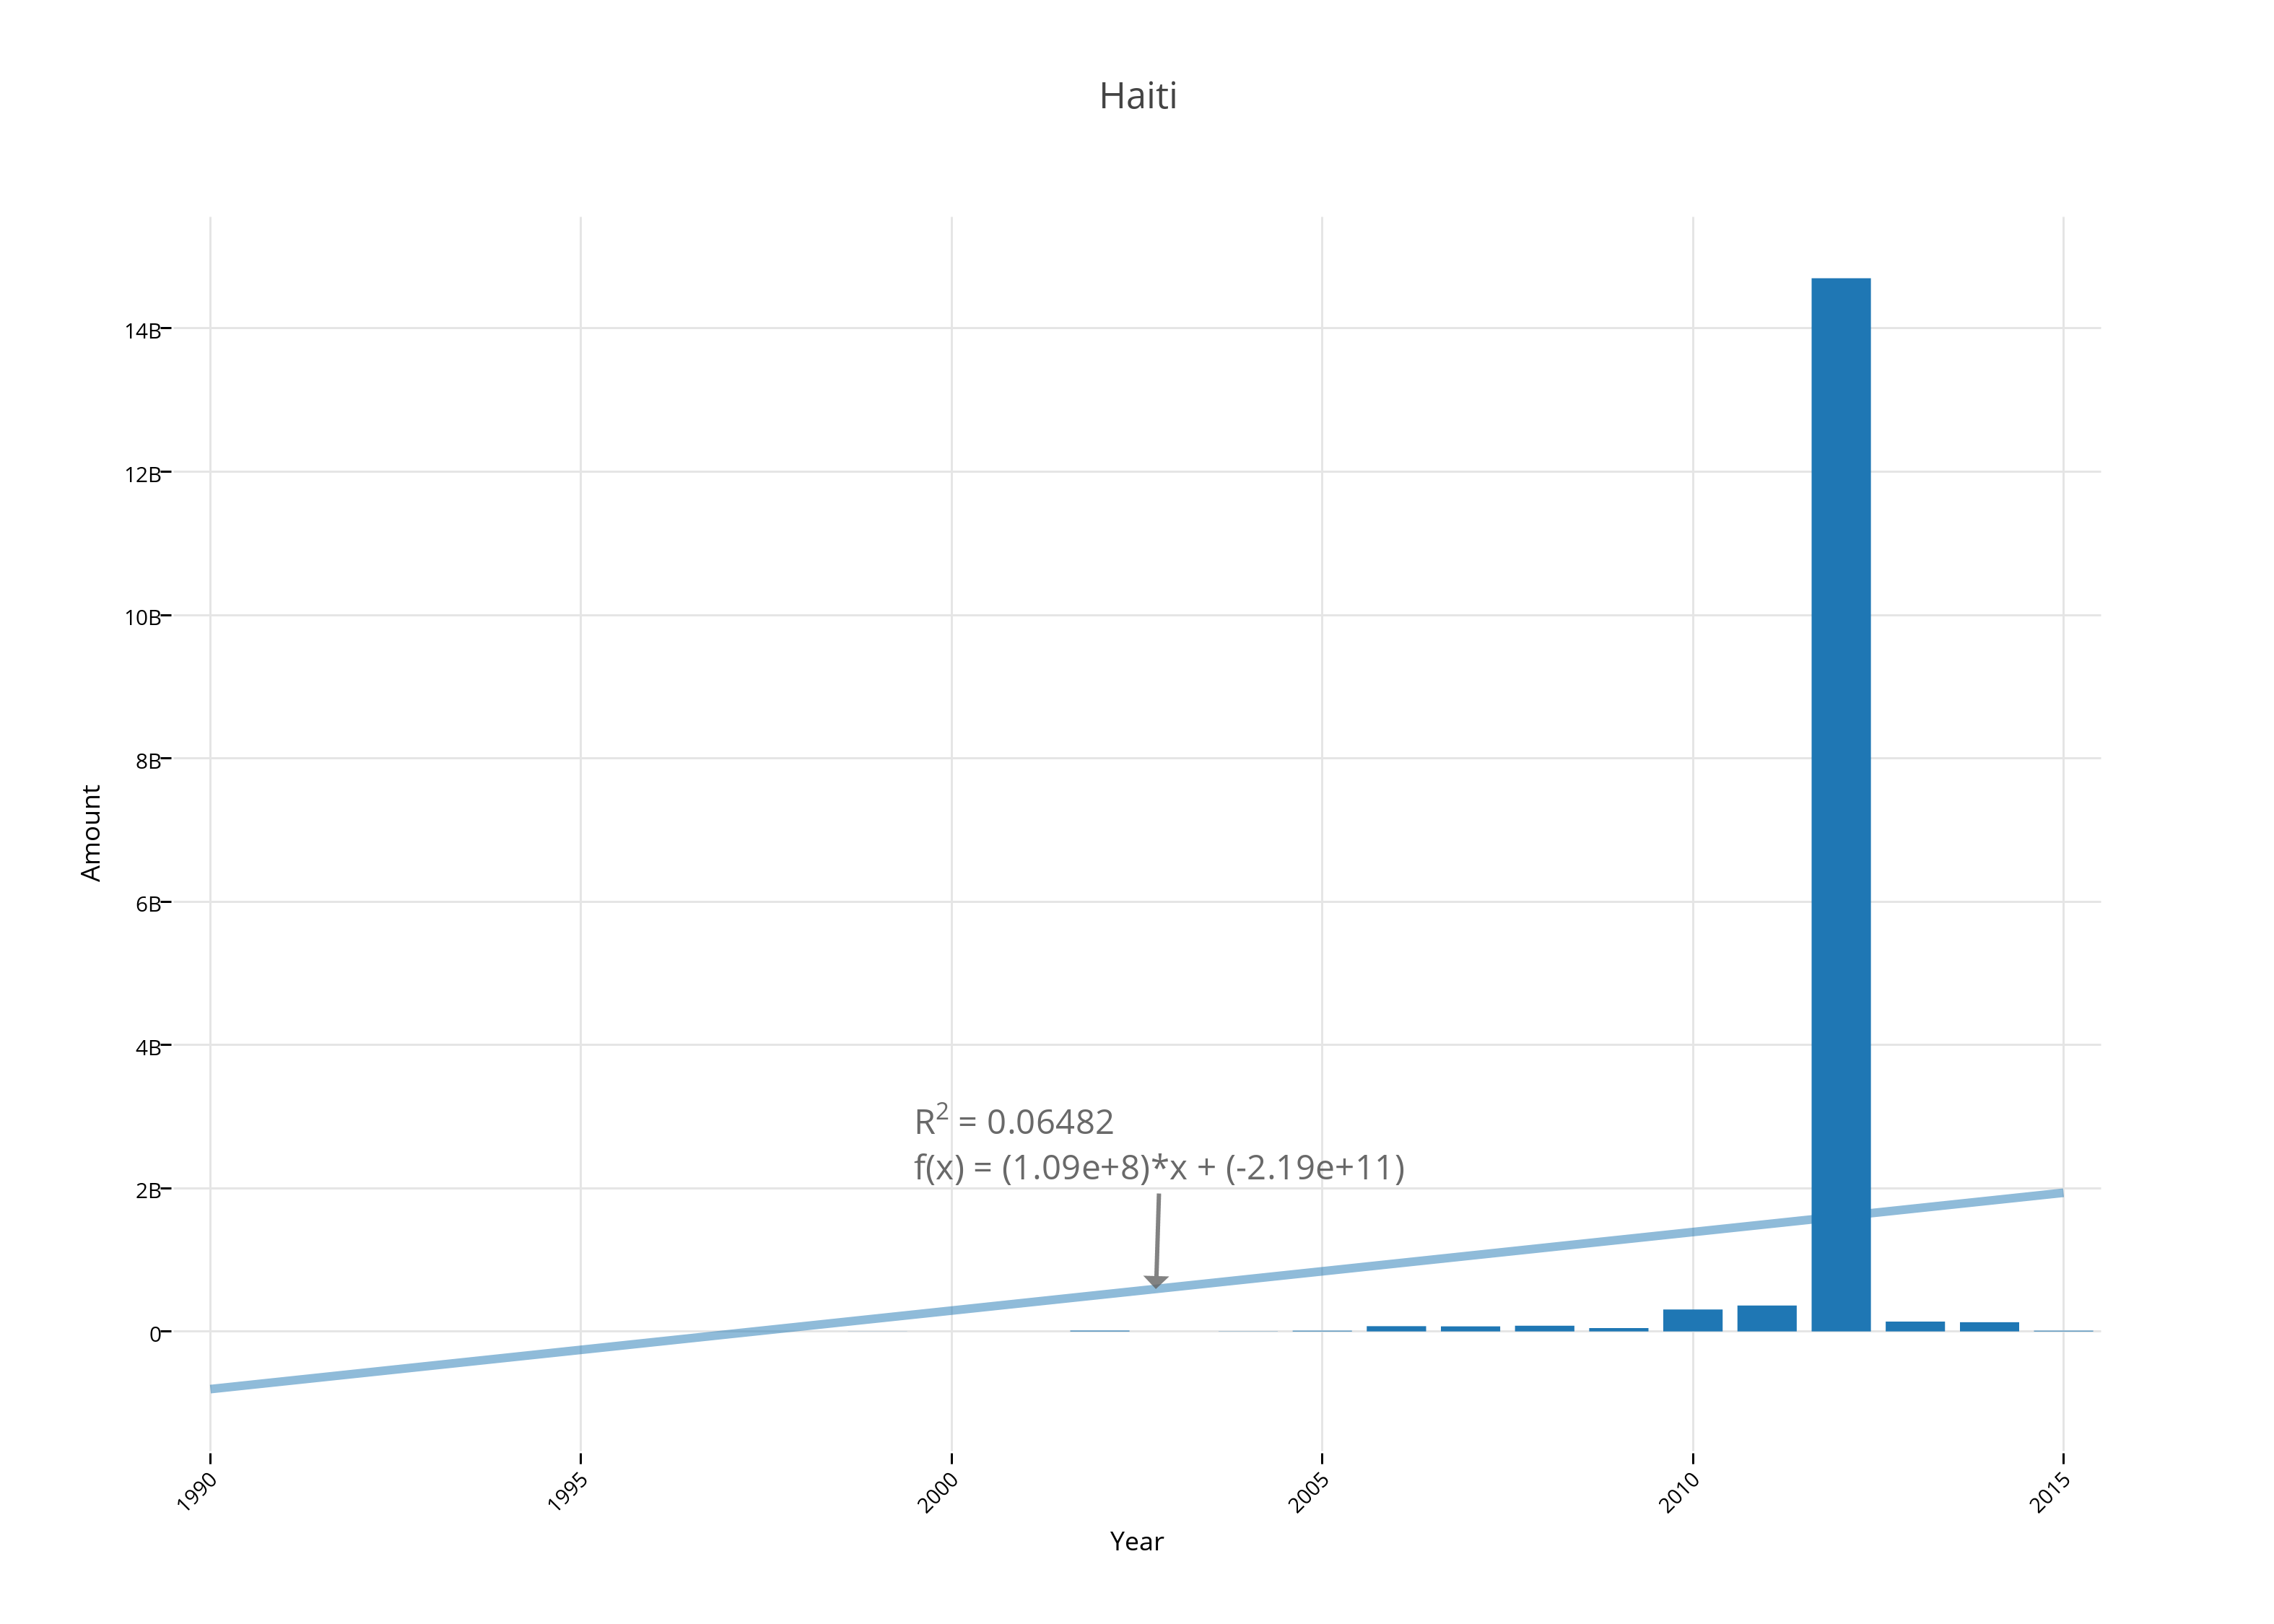 Haiti
14B
12B
10B
8B
6B
4B
2B
0
Amount
R² = 0.06482
f(x) = (1.09e+8)*x + (-2.19e+11)
1990
1995
2000
2005
2010
2015
Year